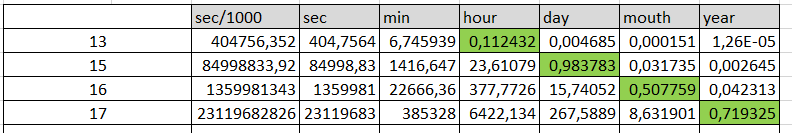 sec/1000 sec min hour day mouth year
13 404756,352 404,7564 6,745939 0,112432 0,004685 0,000151 1,26E-05
15 84998833,92 84998,83 1416,647 23,61079 0,983783 0,031735 0,002645
16 1359981343 1359981 22666,36 377,7726 15,74052 0,507759 0,042313
17 23119682826 23119683 385328 6422,134 267,5889 8,631901 0,719325